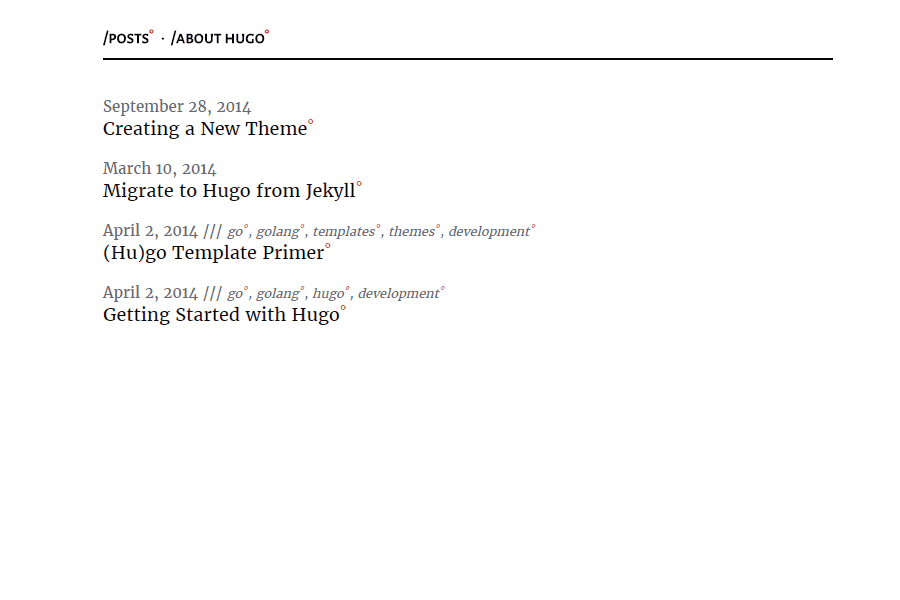 /POSTS° · /ABOUT HUGO°
September 28, 2014
Creating a New Theme°
March 10, 2014
Migrate to Hugo from Jekyll°
April 2, 2014 /// go°, golang°, templates°, themes°, development°
(Hu)go Template Primer°
April 2, 2014 /// go°, golang°, hugo°, development°
Getting Started with Hugo°